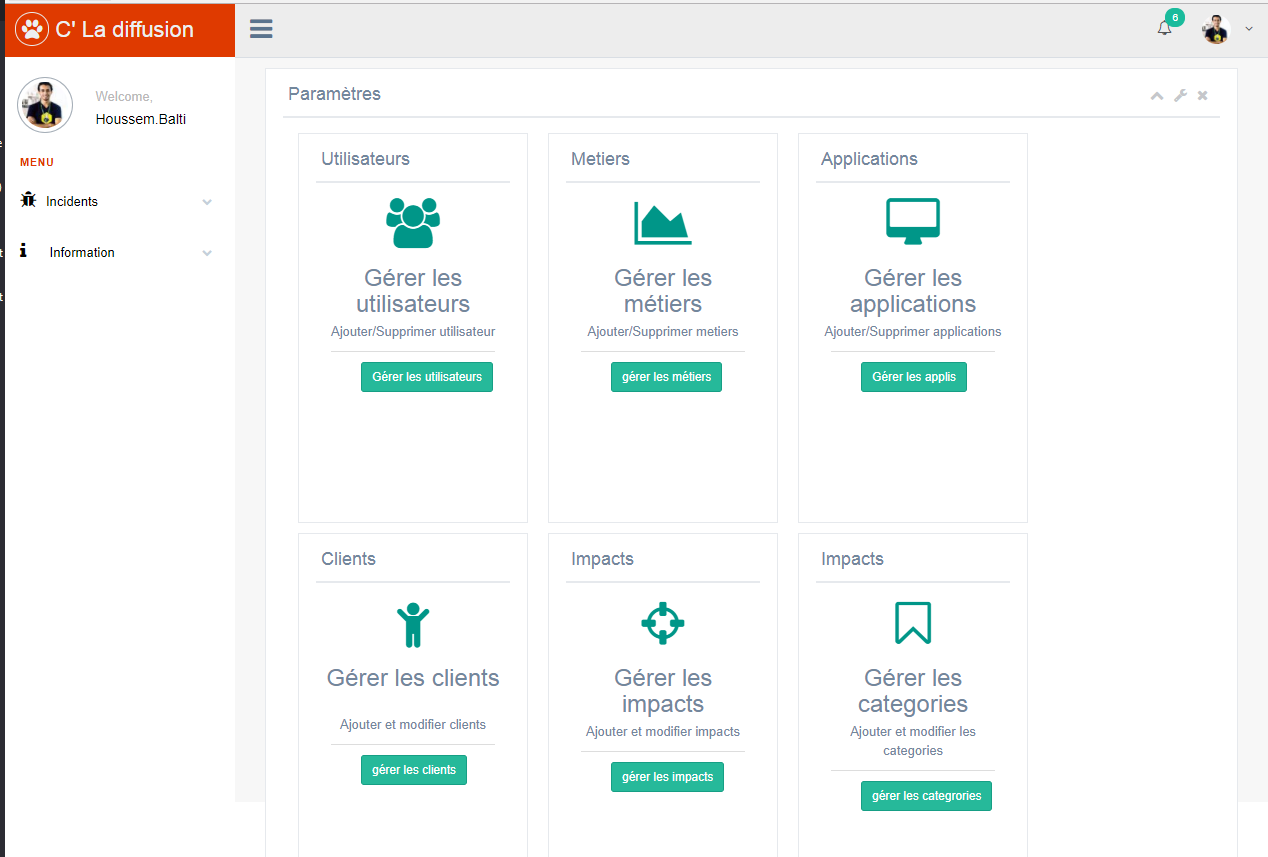 C' La diffusion
6
Welcome,
Houssem.Balti
MENU
Incidents
Information
Paramètres
Utilisateurs
Gérer les
utilisateurs
Ajouter/Supprimer utilisateur
Gérer les utilisateurs
Metiers
Gérer les
métiers
Ajouter/Supprimer metiers
gérer les métiers
Applications
Gérer les
applications
Ajouter/Supprimer applications
Gérer les applis
Clients
Gérer les clients
Ajouter et modifier clients
gérer les clients
Impacts
Gérer les
impacts
Ajouter et modifier impacts
gérer les impacts
Impacts
Gérer les
categories
Ajouter et modifier les
categories
gérer les categrories